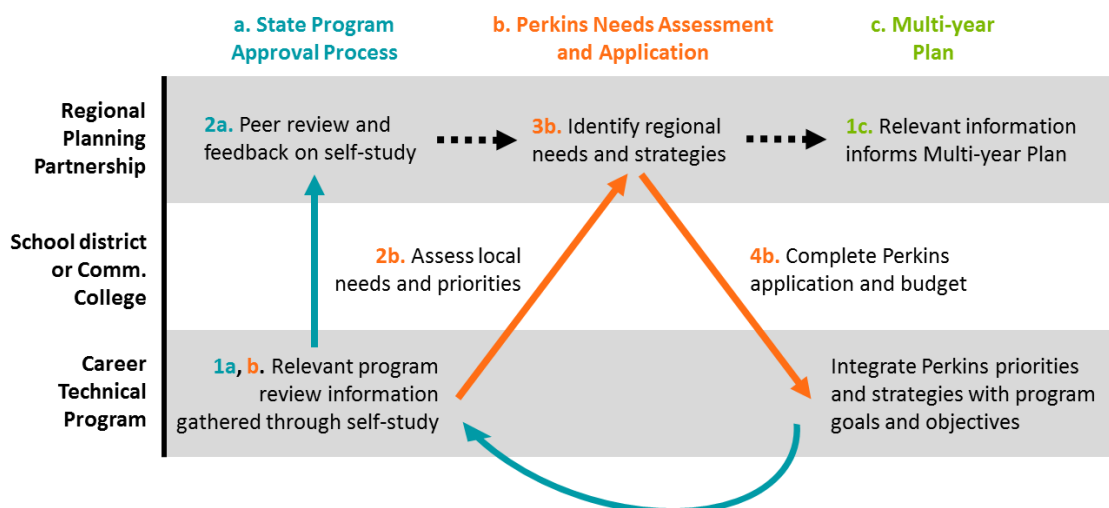 a. State Program
Approval Process
b. Perkins Needs Assessment
and Application
c. Multi-year
Plan
Regional
Planning
Partnership
2a. Peer review and
feedback on self-study
3b. Identify regional
needs and strategies
1c. Relevant information
informs Multi-year Plan
School district
or Comm.
College
2b. Assess local
needs and priorities
4b. Complete Perkins
application and budget
Career
Technical
Program
1a, b. Relevant program
review information
gathered through self-study
Integrate Perkins priorities
and strategies with program
goals and objectives